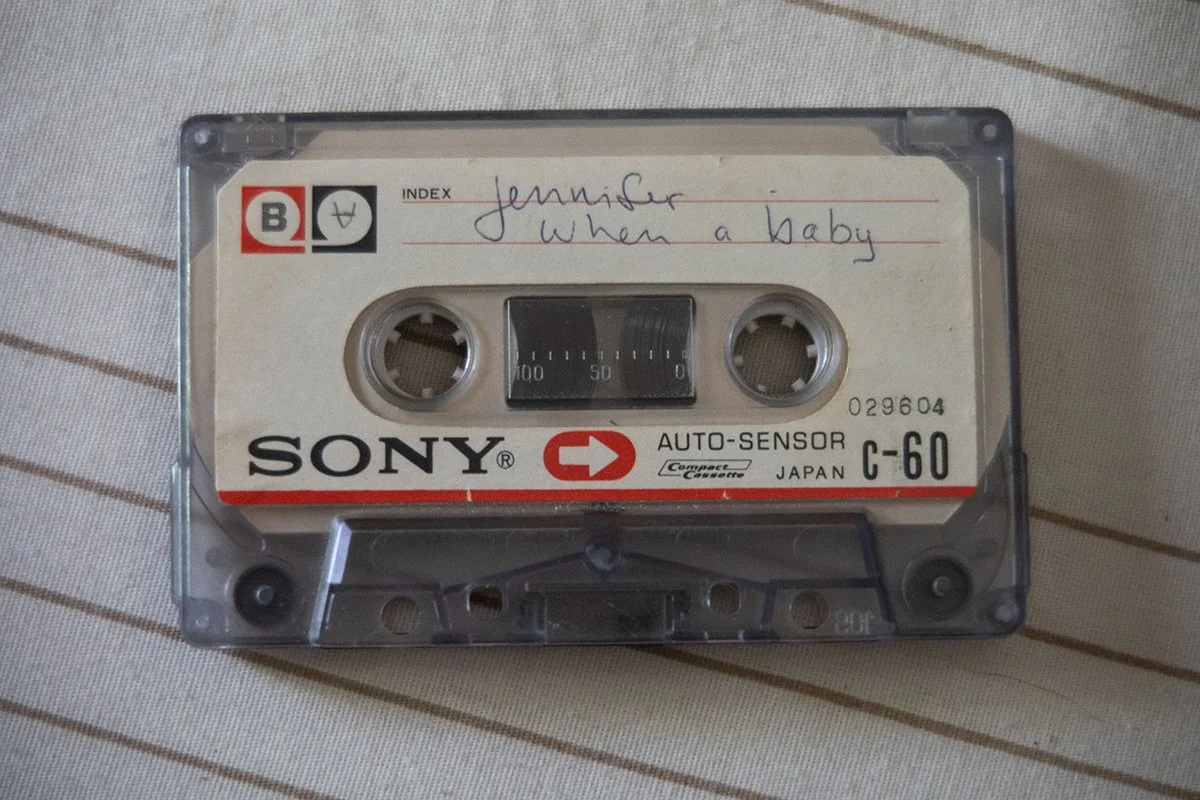 B A INDEX Jennifer
when a baby
100 50 0
029604
SONY® AUTO-SENSOR C-60
Compact Cassette JAPAN